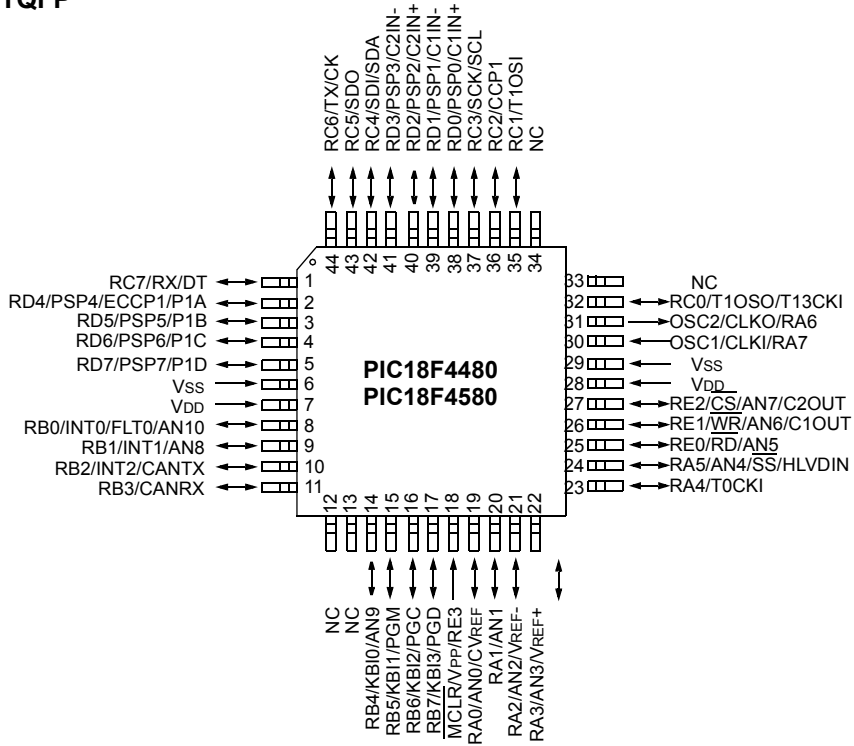 TQFP
RC6/TX/CK
RC5/SDO
RC4/SDI/SDA
RD3/PSP3/C2IN-
RD2/PSP2/C2IN+
RD1/PSP1/C1IN-
RD0/PSP0/C1IN+
RC3/SCK/SCL
RC2/CCP1
RC1/T1OSI
NC
44
43
42
41
40
39
38
37
36
35
34
RC7/RX/DT 1
RD4/PSP4/ECCP1/P1A 2
RD5/PSP5/P1B 3
RD6/PSP6/P1C 4
RD7/PSP7/P1D 5
VSS 6
VDD 7
RB0/INT0/FLT0/AN10 8
RB1/INT1/AN8 9
RB2/INT2/CANTX 10
RB3/CANRX 11
PIC18F4480
PIC18F4580
33 NC
32 RC0/T1OSO/T13CKI
31 OSC2/CLKO/RA6
30 OSC1/CLKI/RA7
29 VSS
28 VDD
27 RE2/CS/AN7/C2OUT
26 RE1/WR/AN6/C1OUT
25 RE0/RD/AN5
24 RA5/AN4/SS/HLVDIN
23 RA4/T0CKI
12
13
14
15
16
17
18
19
20
21
22
NC
NC
RB4/KBI0/AN9
RB5/KBI1/PGM
RB6/KBI2/PGC
RB7/KBI3/PGD
MCLR/VPP/RE3
RA0/AN0/CVREF
RA1/AN1
RA2/AN2/VREF-
RA3/AN3/VREF+